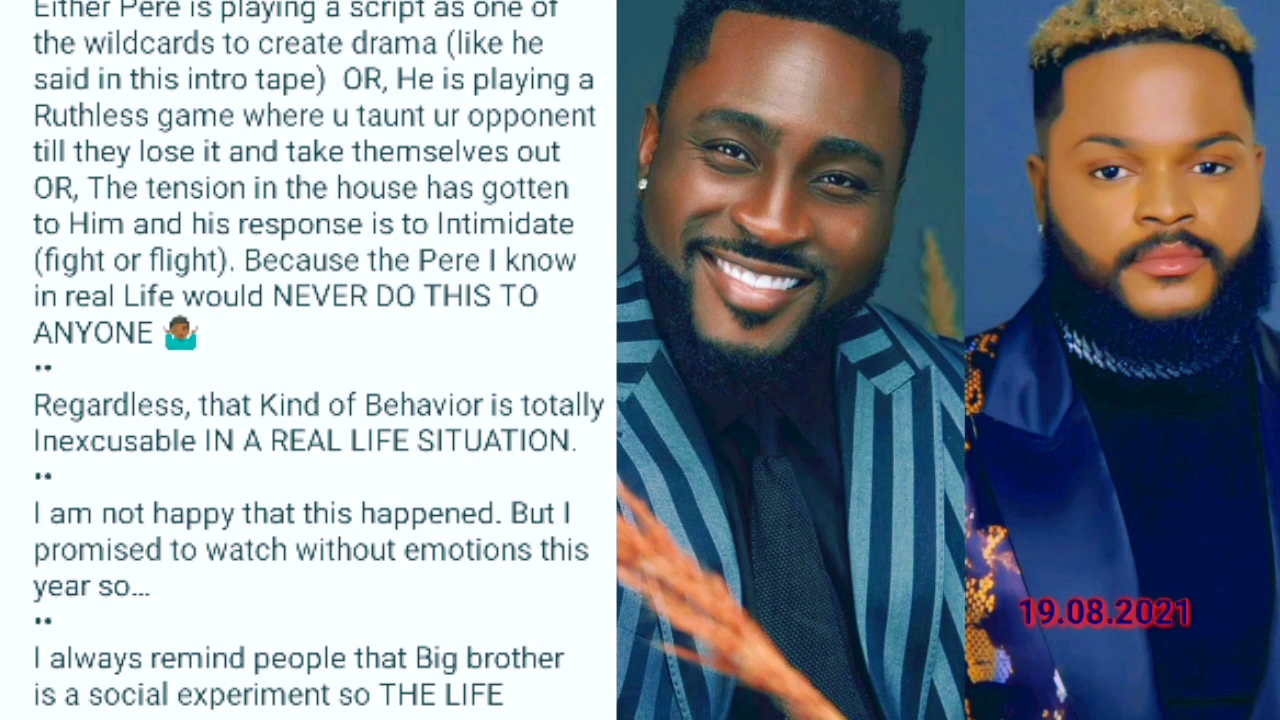 Either Pere is playing a script as one of
the wildcards to create drama (like he
said in this intro tape) OR, He is playing a
Ruthless game where u taunt ur opponent
till they lose it and take themselves out
OR, The tension in the house has gotten
to Him and his response is to Intimidate
(fight or flight). Because the Pere I know
in real Life would NEVER DO THIS TO
ANYONE 🤷🏾‍♂️
••
Regardless, that Kind of Behavior is totally
Inexcusable IN A REAL LIFE SITUATION.
••
I am not happy that this happened. But I
promised to watch without emotions this
year so...
••
I always remind people that Big brother
is a social experiment so THE LIFE
19.08.2021